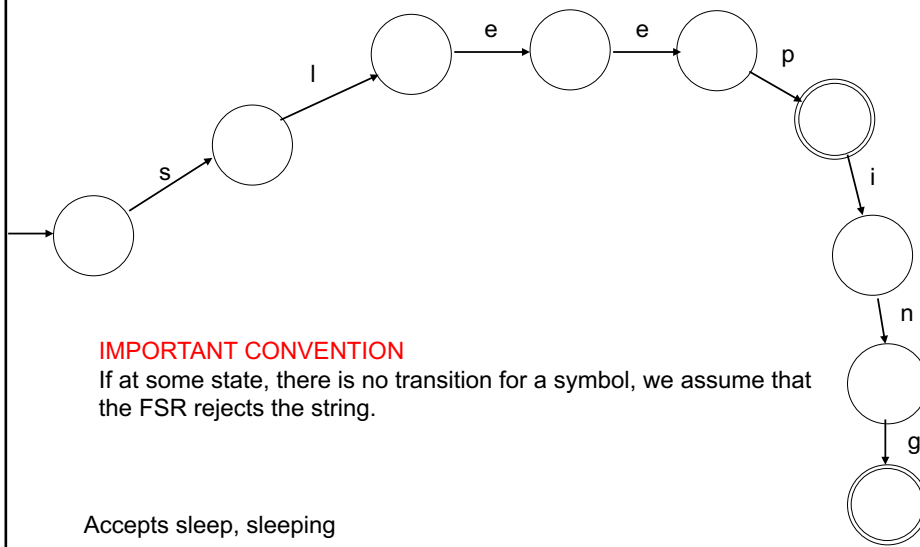 e
e
p
l
s
i
n
IMPORTANT CONVENTION
If at some state, there is no transition for a symbol, we assume that
the FSR rejects the string.
g
Accepts sleep, sleeping